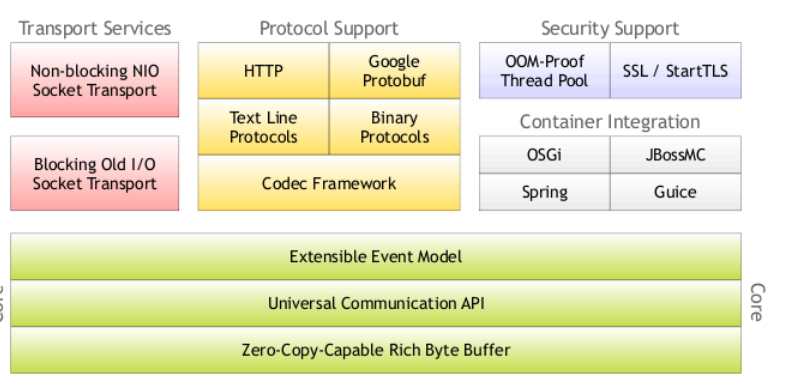 Transport Services
Non-blocking NIO
Socket Transport
Blocking Old I/O
Socket Transport
Protocol Support
HTTP
Google
Protobuf
Text Line
Protocols
Binary
Protocols
Codec Framework
Security Support
OOM-Proof
Thread Pool
SSL / StartTLS
Container Integration
OSGi
JBossMC
Spring
Guice
Extensible Event Model
Universal Communication API
Zero-Copy-Capable Rich Byte Buffer
Core